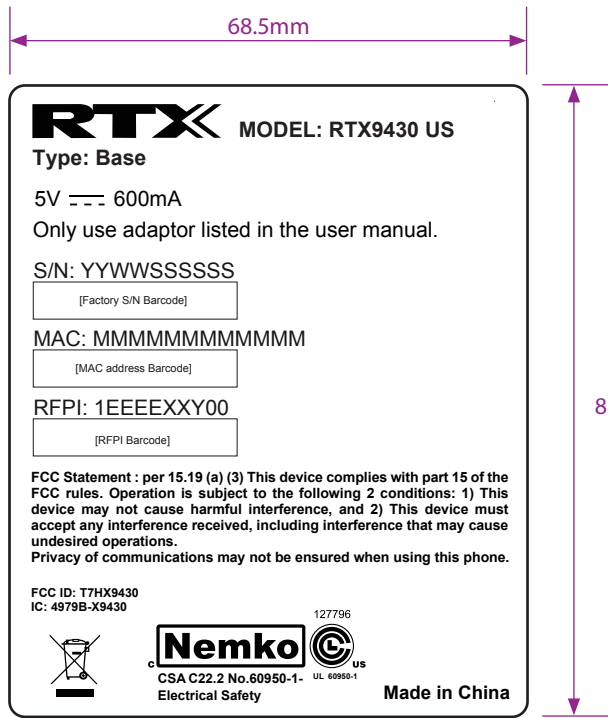 68.5mm
RTX MODEL: RTX9430 US
Type: Base
5V 600mA
Only use adaptor listed in the user manual.
S/N: YYWWSSSSSS
[Factory S/N Barcode]
MAC: MMMMMMMMMMMM
[MAC address Barcode]
RFPI: 1EEEEXXY00
[RFPI Barcode]
8
FCC Statement : per 15.19 (a) (3) This device complies with part 15 of the
FCC rules. Operation is subject to the following 2 conditions: 1) This
device may not cause harmful interference, and 2) This device must
accept any interference received, including interference that may cause
undesired operations.
Privacy of communications may not be ensured when using this phone.
FCC ID: T7HX9430
IC: 4979B-X9430
127796
c Nemko CCL US
CSA C22.2 No.60950-1-
UL 60950-1
Electrical Safety
Made in China